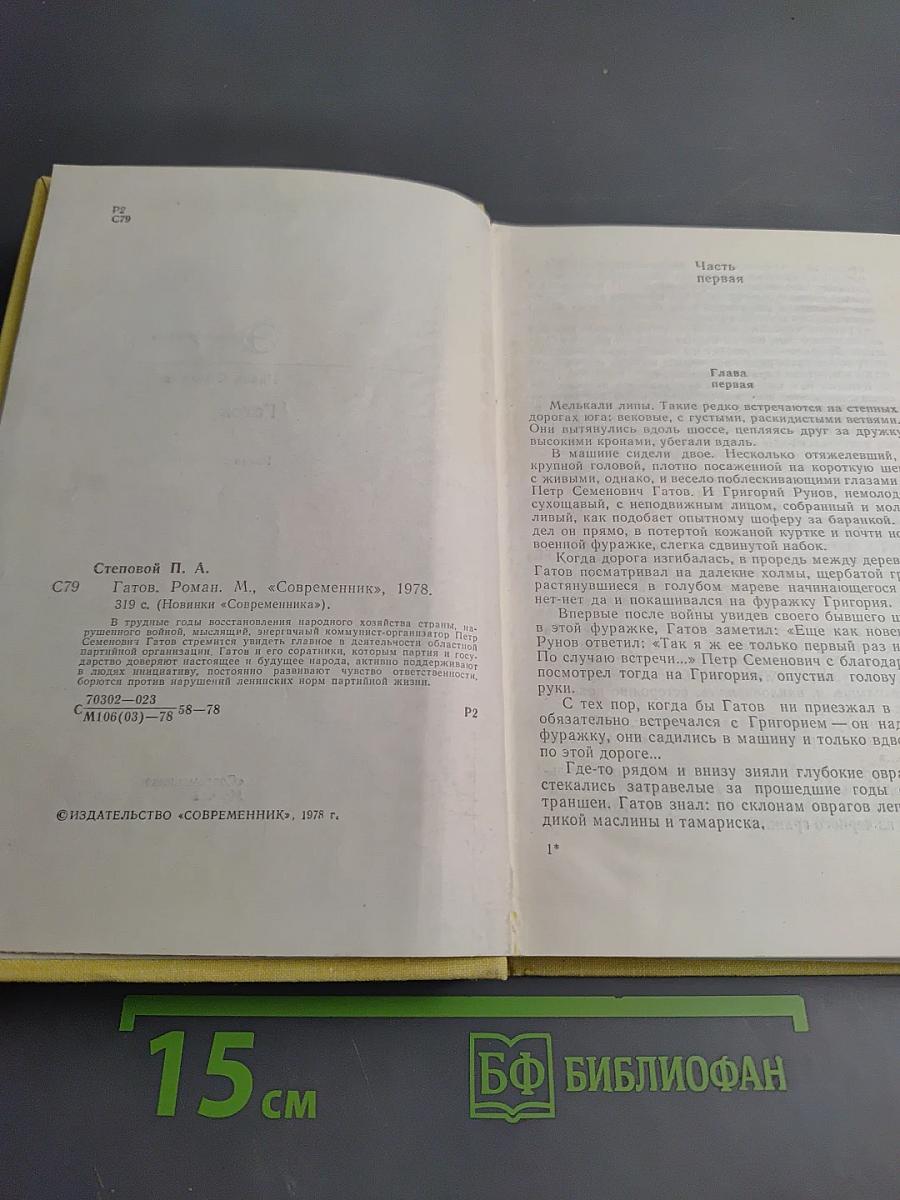 Р2
С79
Степовой П. А.
С79 Гатов. Роман. М., «Современник», 1978.
319 с. (Новинки «Современника»).
В трудные годы восстановления народного хозяйства страны, на-
рушенного войной, мыслящий, энергичный коммунист-организатор Петр
Семенович Гатов стремится увидеть главное в деятельности областной
партийной организации. Гатов и его соратники, которым партия и госу-
дарство доверяют настоящее и будущее народа, активно поддерживают
в людях инициативу, постоянно развивают чувство ответственности,
борются против нарушений ленинских норм партийной жизни.
С 70302—023
М106(03)—78 58—78 Р2
© ИЗДАТЕЛЬСТВО «СОВРЕМЕННИК», 1978 г.
Часть
первая
Глава
первая
Мелькали липы. Такие редко встречаются на степных
дорогах юга: вековые, с густыми, раскидистыми ветвями.
Они вытянулись вдоль шоссе, цепляясь друг за дружку
высокими кронами, убегали вдаль.
В машине сидели двое. Несколько отяжелевший,
крупной головой, плотно посаженной на короткую ше
с живыми, однако, и весело поблескивающими глазами
Петр Семенович Гатов. И Григорий Рунов, немолод
сухощавый, с неподвижным лицом, собранный и мол
ливый, как подобает опытному шоферу за баранкой.
дел он прямо, в потертой кожаной куртке и почти но
военной фуражке, слегка сдвинутой набок.
Когда дорога изгибалась, в прогедь между дерев
Гатов посматривал на далекие холмы, щербатой гр
растянувшиеся в голубом мареве начинающегося
нет-нет да и покашивался на фуражку Григория.
Впервые после войны увидев своего бывшего ш
в этой фуражке, Гатов заметил: «Еще как нове
Рунов ответил: «Так я ж ее только первый раз н
По случаю встречи...» Петр Семенович с благодар
посмотрел тогда на Григория, опустил голову
руки.
С тех пор, когда бы Гатов ни приезжал в
обязательно встречался с Григорием — он над
фуражку, они садились в машину и только вдво
по этой дороге...
Где-то рядом и внизу зияли глубокие овра
стекались затравелые за прошедшие годы
траншеи. Гатов знал: по склонам оврагов леп
дикой маслины и тамариска,
1*
15 см
БФ БИБЛИОФАН